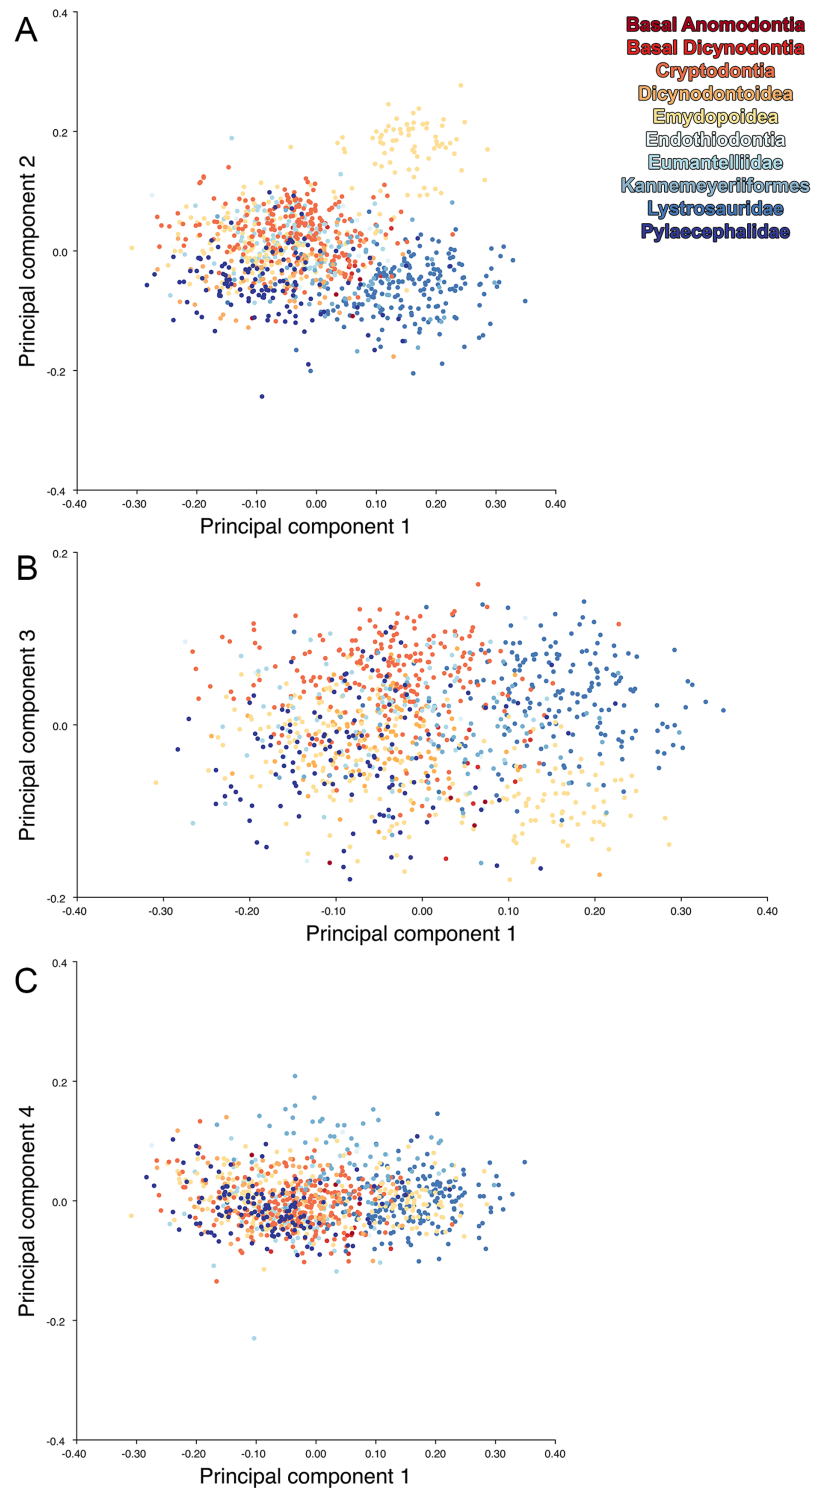 A
0.4
0.2
0.0
-0.2
-0.4
Principal component 2
-0.40 -0.30 -0.20 -0.10 0.00 0.10 0.20 0.30 0.40
Principal component 1
Basal Anomodontia
Basal Dicynodontia
Cryptodontia
Dicynodontoidea
Emydopoidea
Endothiodontia
Eumantelliidae
Kannemeyeriiformes
Lystrosauridae
Pylaecephalidae
B
0.2
0.0
-0.2
Principal component 3
-0.40 -0.30 -0.20 -0.10 0.00 0.10 0.20 0.30 0.40
Principal component 1
C
0.4
0.2
0.0
-0.2
-0.4
Principal component 4
-0.40 -0.30 -0.20 -0.10 0.00 0.10 0.20 0.30 0.40
Principal component 1